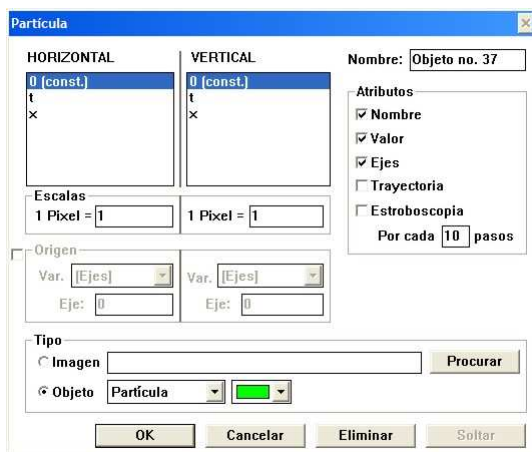 Partícula
HORIZONTAL
0 (const.)
t
x
VERTICAL
0 (const.)
t
x
Nombre: Objeto no. 37
Atributos
Nombre
Valor
Ejes
Trayectoria
Estroboscopia
Por cada 10 pasos
Escalas
1 Pixel = 1
1 Pixel = 1
Origen
Var. [Ejes]
Eje: 0
Var. [Ejes]
Eje: 0
Tipo
Imagen
Procurar
Objeto Partícula
OK Cancelar Eliminar Soltar